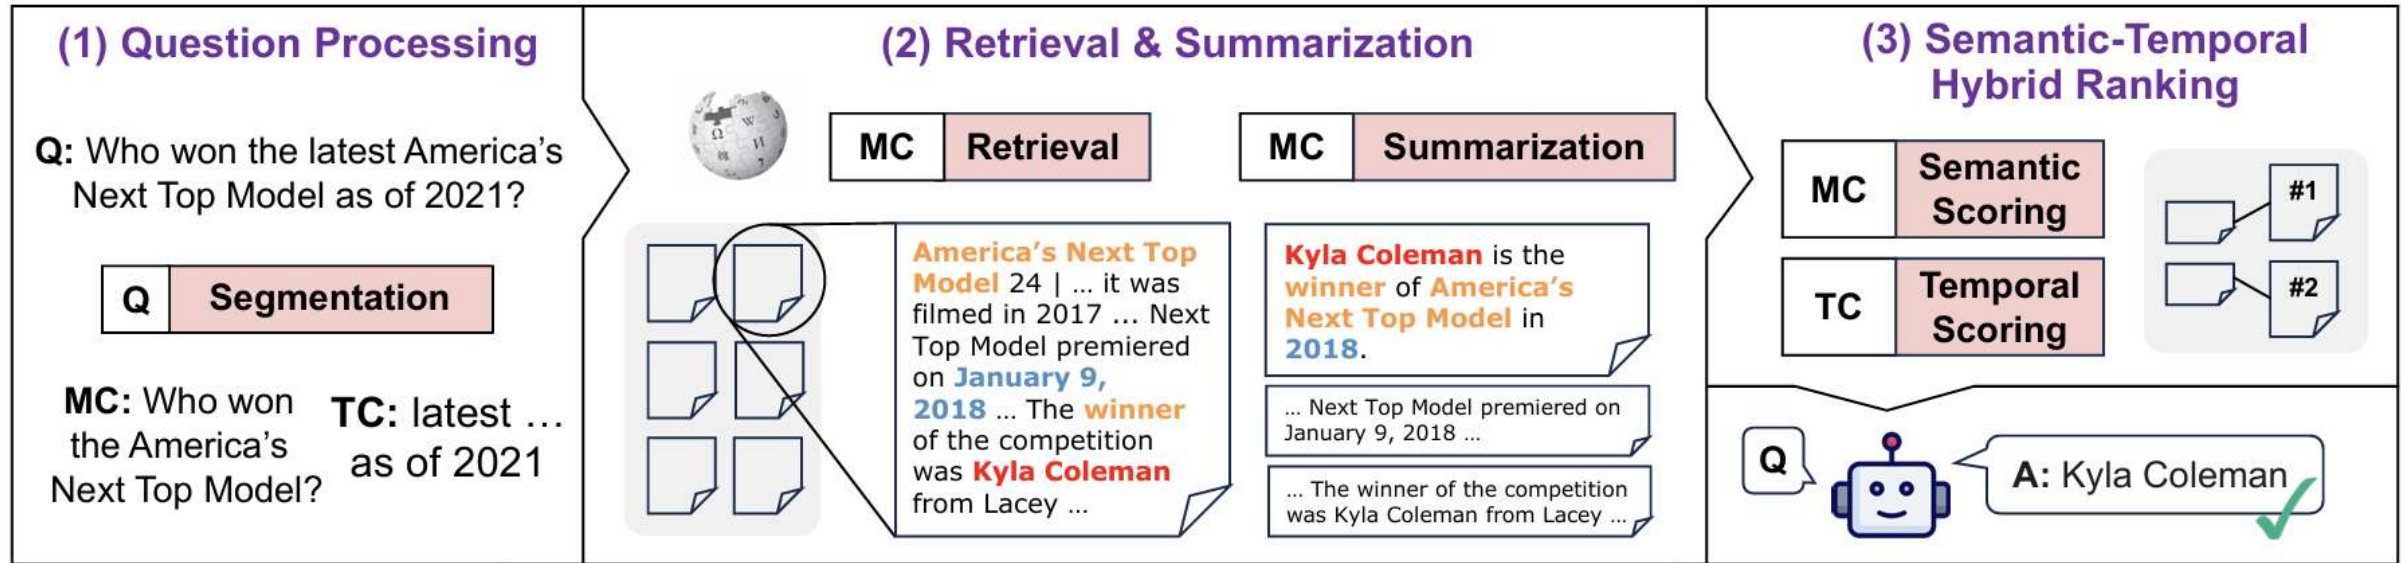 (1) Question Processing
Q: Who won the latest America's
Next Top Model as of 2021?
Q Segmentation
MC: Who won
the America's
Next Top Model?
TC: latest ...
as of 2021
(2) Retrieval & Summarization
MC Retrieval
America's Next Top
Model 24 | ... it was
filmed in 2017 ... Next
Top Model premiered
on January 9,
2018 ... The winner
of the competition
was Kyla Coleman
from Lacey ...
MC Summarization
Kyla Coleman is the
winner of America's
Next Top Model in
2018.
... Next Top Model premiered on
January 9, 2018 ...
... The winner of the competition
was Kyla Coleman from Lacey ...
(3) Semantic-Temporal
Hybrid Ranking
MC Semantic
Scoring
TC Temporal
Scoring
#1
#2
Q
A: Kyla Coleman